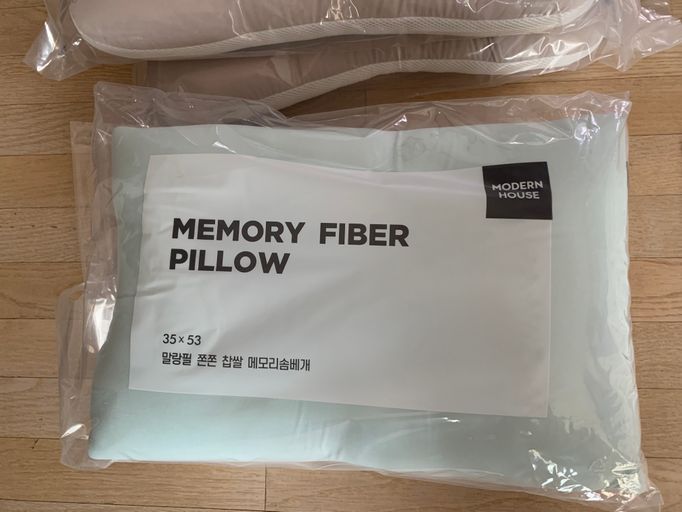 MODERN
HOUSE
MEMORY FIBER
PILLOW
35×53
말랑필 쫀쫀 찹쌀 메모리솜베개